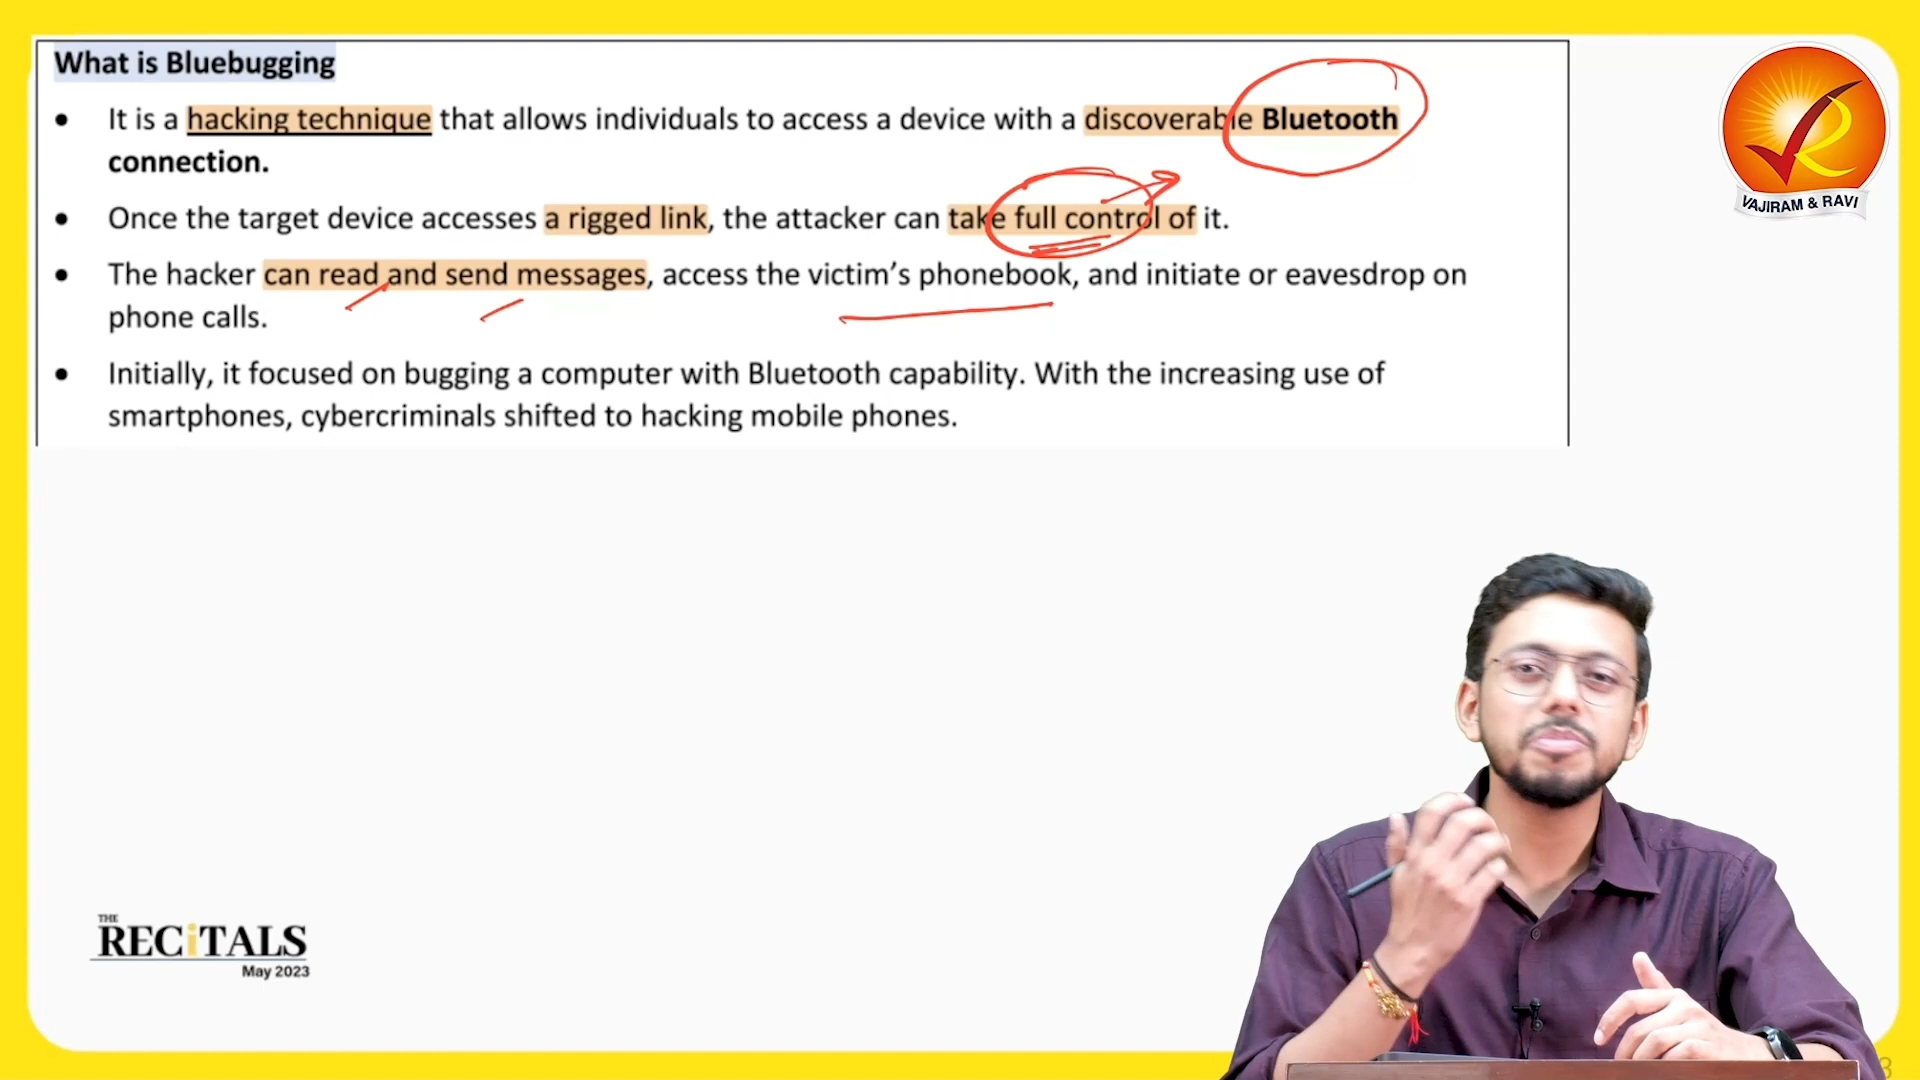 What is Bluebugging
• It is a hacking technique that allows individuals to access a device with a discoverable Bluetooth
connection.
• Once the target device accesses a rigged link, the attacker can take full control of it.
• The hacker can read and send messages, access the victim’s phonebook, and initiate or eavesdrop on
phone calls.
• Initially, it focused on bugging a computer with Bluetooth capability. With the increasing use of
smartphones, cybercriminals shifted to hacking mobile phones.
VAJIRAM & RAVI
THE
RECiTALS
May 2023
3